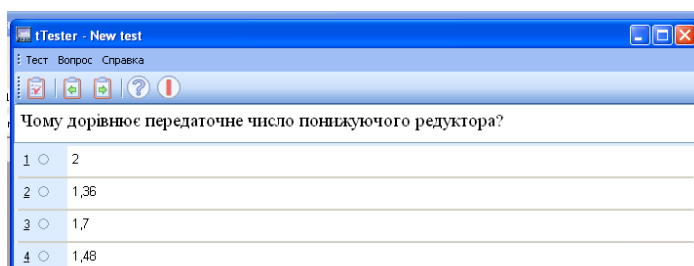 tTester - New test
Тест Вопрос Справка
Чому дорівнює передаточне число понижуючого редуктора?
1 2
2 1,36
3 1,7
4 1,48